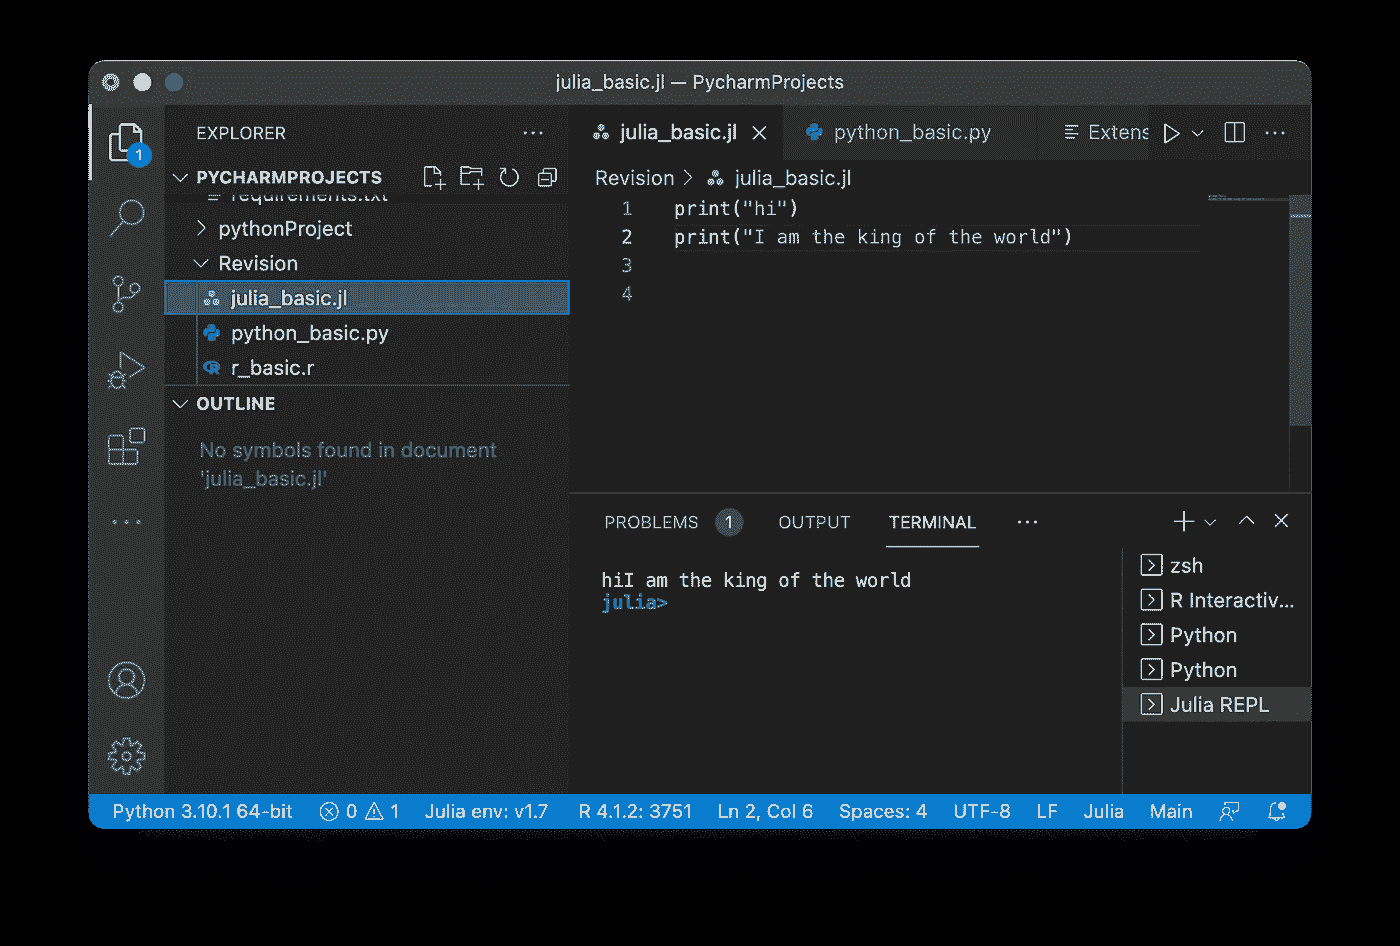 julia_basic.jl — PycharmProjects
EXPLORER
PYCHARMPROJECTS
requirements.txt
pythonProject
Revision
julia_basic.jl
python_basic.py
r_basic.r
OUTLINE
No symbols found in document
'julia_basic.jl'
1
julia_basic.jl python_basic.py Extens
Revision > julia_basic.jl
1 print("hi")
2 print("I am the king of the world")
3
4
PROBLEMS 1 OUTPUT TERMINAL
hiI am the king of the world
julia>
zsh
R Interactiv...
Python
Python
Julia REPL
Python 3.10.1 64-bit 0 1 Julia env: v1.7 R 4.1.2: 3751 Ln 2, Col 6 Spaces: 4 UTF-8 LF Julia Main